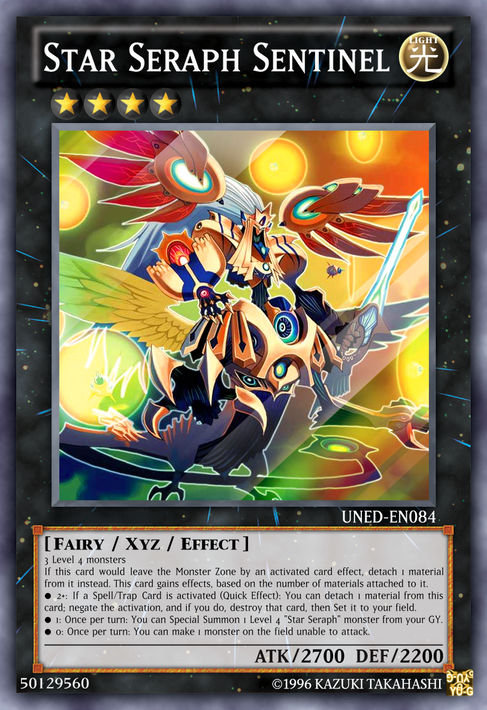 STAR SERAPH SENTINEL
LIGHT
光
UNED-EN084
[ FAIRY / XYZ / EFFECT ]
3 Level 4 monsters
If this card would leave the Monster Zone by an activated card effect, detach 1 material
from it instead. This card gains effects, based on the number of materials attached to it.
● 2+: If a Spell/Trap Card is activated (Quick Effect): You can detach 1 material from this
card; negate the activation, and if you do, destroy that card, then Set it to your field.
● 1: Once per turn: You can Special Summon 1 Level 4 "Star Seraph" monster from your GY.
● 0: Once per turn: You can make 1 monster on the field unable to attack.
ATK/2700 DEF/2200
50129560
©1996 KAZUKI TAKAHASHI